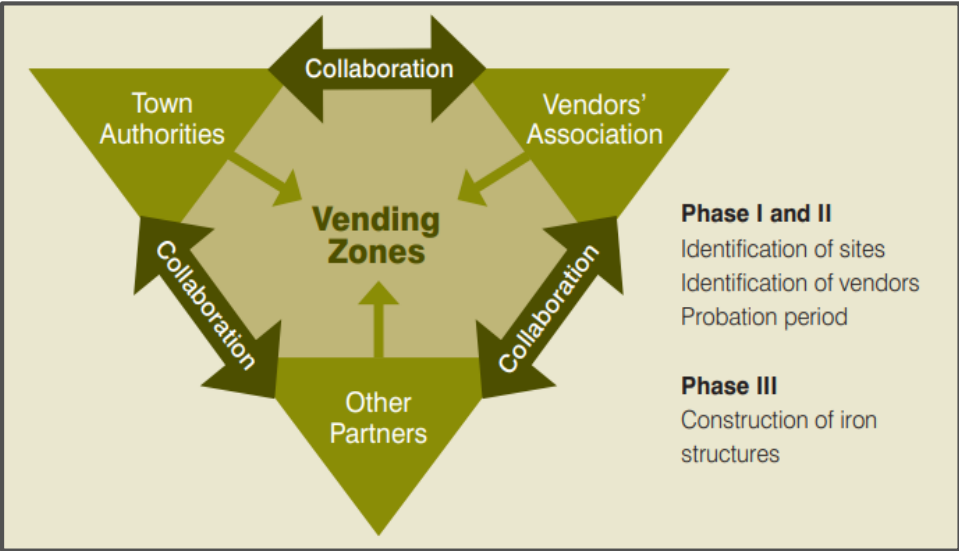 Collaboration
Town
Authorities
Vendors'
Association
Vending
Zones
Collaboration
Collaboration
Other
Partners
Phase I and II
Identification of sites
Identification of vendors
Probation period
Phase III
Construction of iron
structures